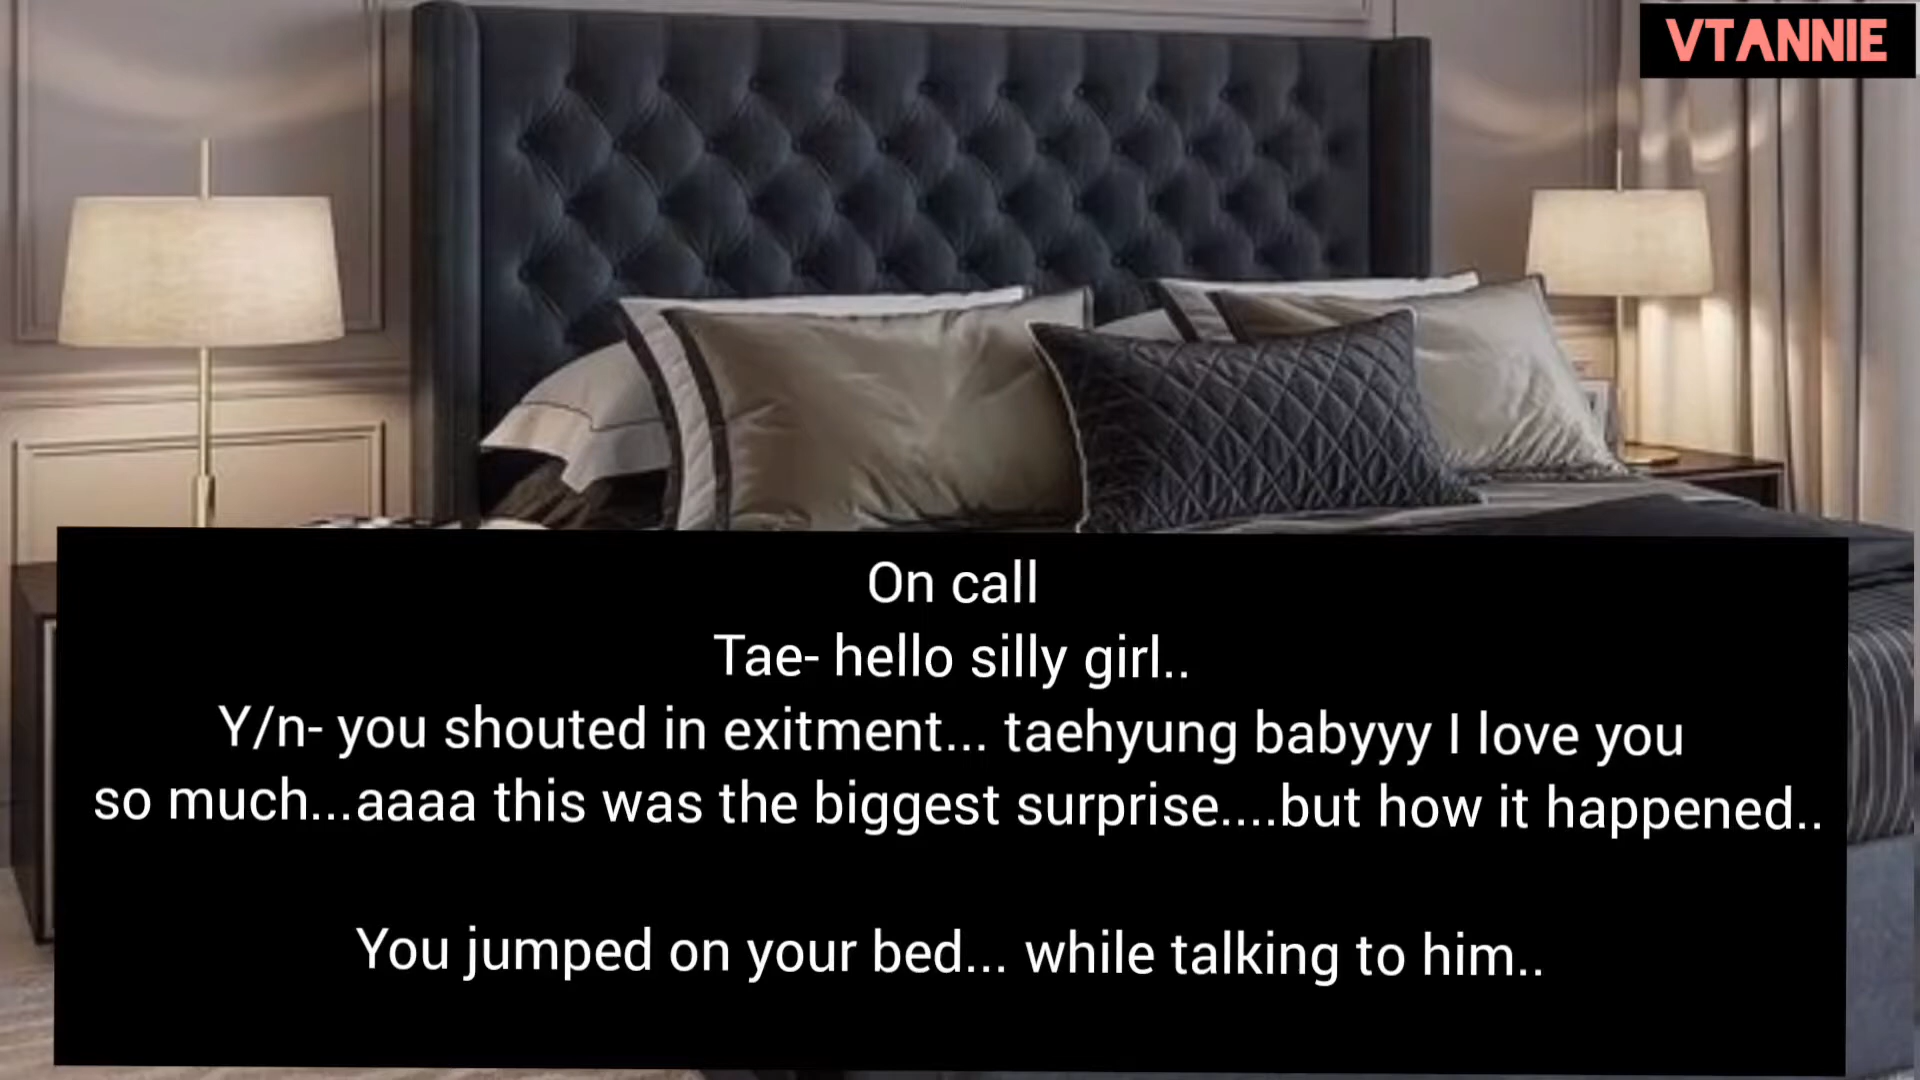 VTANNIE
On call
Tae- hello silly girl..
Y/n- you shouted in exitment... taehyung babyyy I love you
so much...aaaa this was the biggest surprise....but how it happened..
You jumped on your bed... while talking to him..